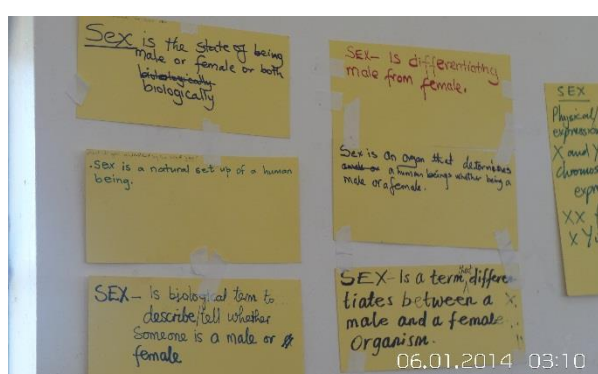 Sex is the state of being
male or female or both
biologically
.Sex is a natural set up of a human
being.
SEX- Is biological term to
describe/tell whether
Someone is a male or
female
SEX- Is differentiating
male from female.
Sex is an organ that determines
a human beings whether being a
male or a female.
SEX- Is a term that differen
tiates between a
male and a female
Organism.
SEX
Physical/
expression
X and Y
chromos
expr
XX
XY
06.01.2014 03:10